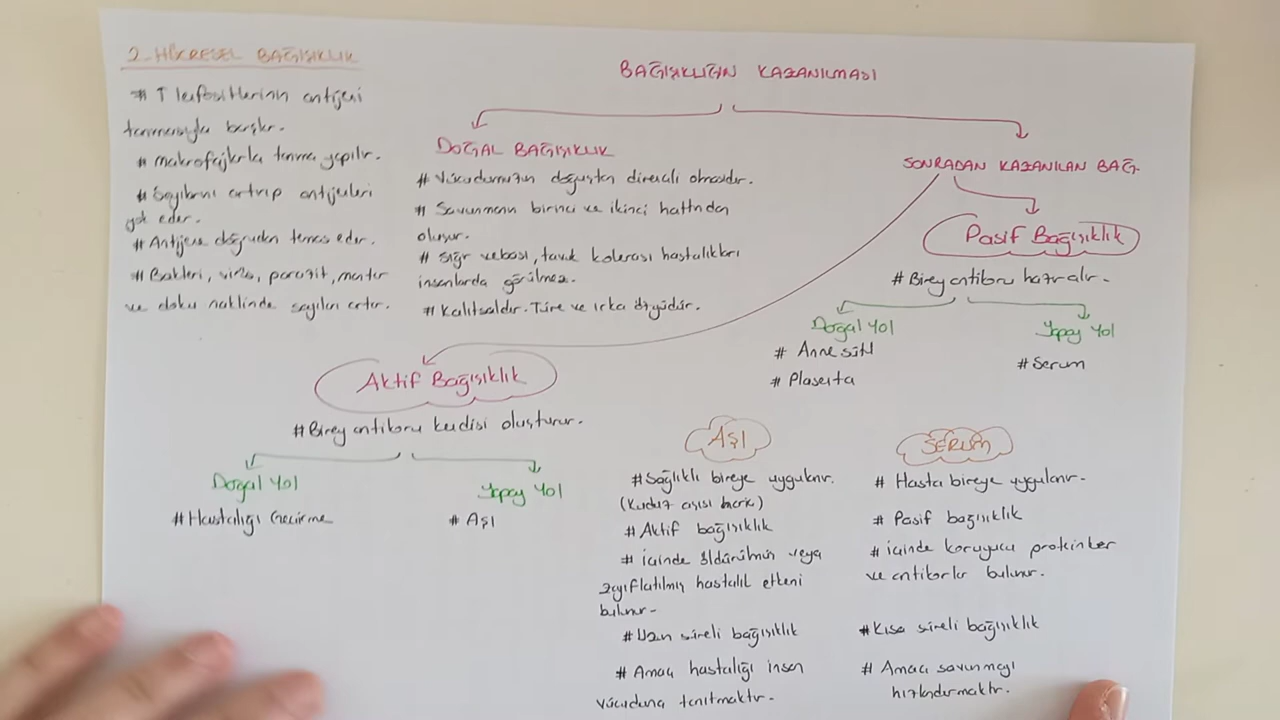 2-HÜCRESEL BAĞIŞIKLIK
# T lenfositlerinin antijeni
tanımasıyla başlar.
# makrofajlarla tanıma yapılır.
# Sayılarını artırıp antijenleri
yok eder.
# Antijene doğrudan temas eder.
# Bakteri, virüs, parazit, mantar
ve doku naklinde sayıları artar.
BAĞIŞIKLIĞIN KAZANILMASI
DOĞAL BAĞIŞIKLIK
# Vücudumuzun doğuştan dirençli olmasıdır.
# Savunmanın birinci ve ikinci hattından
oluşur.
# Sığır vebası, tavuk kolerası hastalıkları
insanlarda görülmez.
# Kalıtsaldır. Türe ve ırka özgüdür.
SONRADAN KAZANILAN BAĞ.
Pasif Bağışıklık
# Birey antikoru hazır alır.
Doğal Yol
# Anne sütü
# Plasenta
Yapay Yol
# Serum
Aktif Bağışıklık
# Birey antikoru kendisi oluşturur.
Doğal Yol
# Hastalığı Geçirme
Yapay Yol
# Aşı
AŞI
# Sağlıklı bireye uygulanır.
(Kuduz aşısı hariç)
# Aktif bağışıklık
# içinde öldürülmüş veya
zayıflatılmış hastalık etkeni
bulunur.
# Uzun süreli bağışıklık
# Amaç hastalığı insan
vücuduna tanıtmaktır.
SERUM
# Hasta bireye uygulanır.
# Pasif bağışıklık
# içinde koruyucu proteinler
ve antikorlar bulunur.
# Kısa süreli bağışıklık
# Amacı savunmayı
hızlandırmaktır.